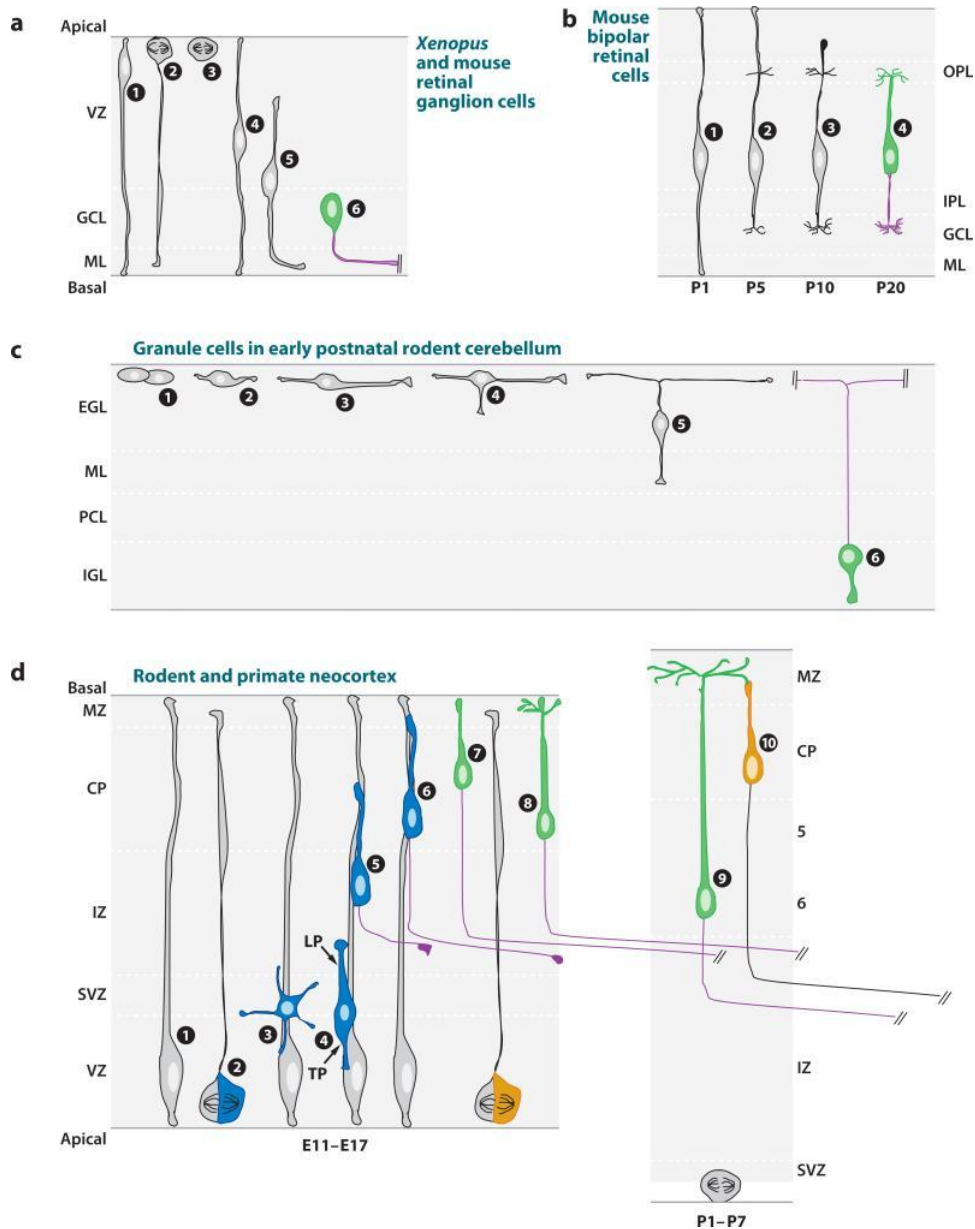 a
Apical
VZ
GCL
ML
Basal
1
2
3
4
5
6
Xenopus
and mouse
retinal
ganglion cells
b
Mouse
bipolar
retinal
cells
1
2
3
4
OPL
IPL
GCL
ML
P1
P5
P10
P20
c
Granule cells in early postnatal rodent cerebellum
EGL
ML
PCL
IGL
1
2
3
4
5
6
d
Rodent and primate neocortex
Basal
MZ
CP
IZ
SVZ
VZ
Apical
1
2
3
4
5
6
7
8
LP
TP
E11–E17
9
10
MZ
CP
5
6
IZ
SVZ
P1–P7